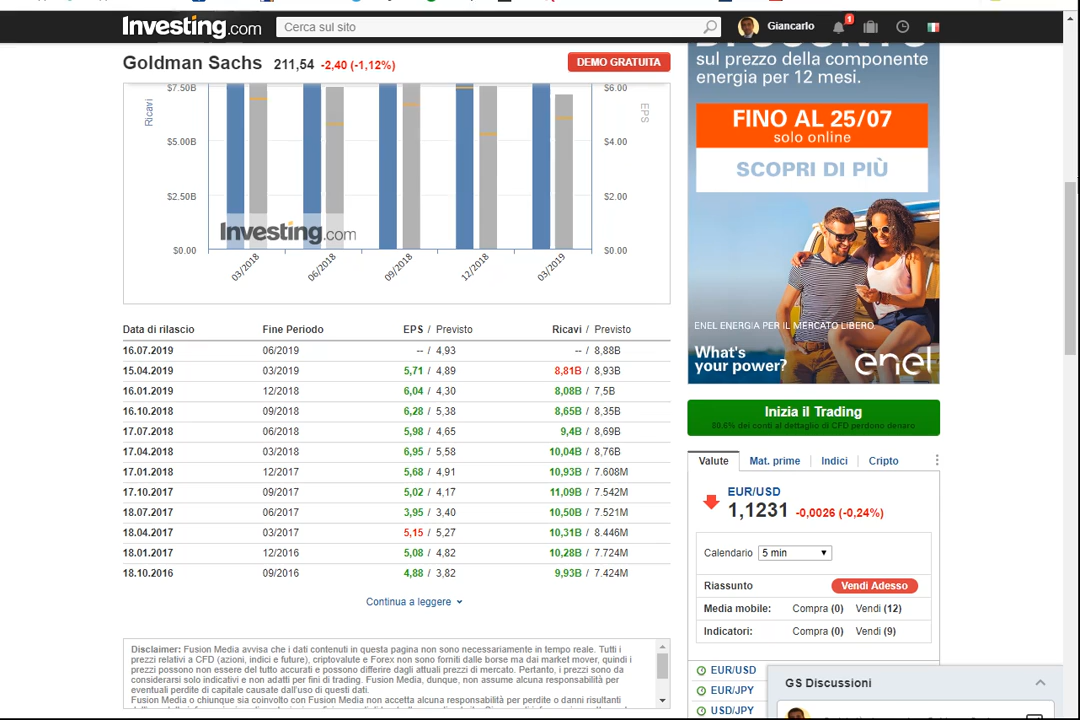 Investing.com
Cerca sul sito
Giancarlo
1
Goldman Sachs 211,54 -2,40 (-1,12%)
DEMO GRATUITA
$7.50B
$5.00B
$2.50B
$0.00
Ricavi
$6.00
$4.00
$2.00
$0.00
EPS
Investing.com
03/2018 06/2018 09/2018 12/2018 03/2019
Data di rilascio Fine Periodo EPS / Previsto Ricavi / Previsto
16.07.2019 06/2019 -- / 4,93 -- / 8,88B
15.04.2019 03/2019 5,71 / 4,89 8,81B / 8,93B
16.01.2019 12/2018 6,04 / 4,30 8,08B / 7,5B
16.10.2018 09/2018 6,28 / 5,38 8,65B / 8,35B
17.07.2018 06/2018 5,98 / 4,65 9,4B / 8,69B
17.04.2018 03/2018 6,95 / 5,58 10,04B / 8,76B
17.01.2018 12/2017 5,68 / 4,91 10,93B / 7.608M
17.10.2017 09/2017 5,02 / 4,17 11,09B / 7.542M
18.07.2017 06/2017 3,95 / 3,40 10,50B / 7.521M
18.04.2017 03/2017 5,15 / 5,27 10,31B / 8.446M
18.01.2017 12/2016 5,08 / 4,82 10,28B / 7.724M
18.10.2016 09/2016 4,88 / 3,82 9,93B / 7.424M
Continua a leggere
Disclaimer: Fusion Media avvisa che i dati contenuti in questa pagina non sono necessariamente in tempo reale. Tutti i
prezzi relativi a CFD (azioni, indici e future), criptovalute e Forex non sono forniti dalle borse ma dai market mover, quindi i
prezzi possono non essere del tutto accurati e possono differire dagli attuali prezzi di mercato. Pertanto, i prezzi sono da
considerarsi solo indicativi e non adatti per fini di trading. Fusion Media, dunque, non assume alcuna responsabilità per
eventuali perdite di capitale causate dall'uso di questi dati.
Fusion Media o chiunque sia coinvolto con Fusion Media non accetta alcuna responsabilità per perdite o danni risultanti
sul prezzo della componente
energia per 12 mesi.
FINO AL 25/07
solo online
SCOPRI DI PIÙ
ENEL ENERGIA PER IL MERCATO LIBERO.
What's
your power?
enel
Inizia il Trading
80.6% dei conti al dettaglio di CFD perdono denaro
Valute Mat. prime Indici Cripto
EUR/USD
1,1231 -0,0026 (-0,24%)
Calendario 5 min
Riassunto Vendi Adesso
Media mobile: Compra (0) Vendi (12)
Indicatori: Compra (0) Vendi (9)
EUR/USD
EUR/JPY
USD/JPY
GS Discussioni